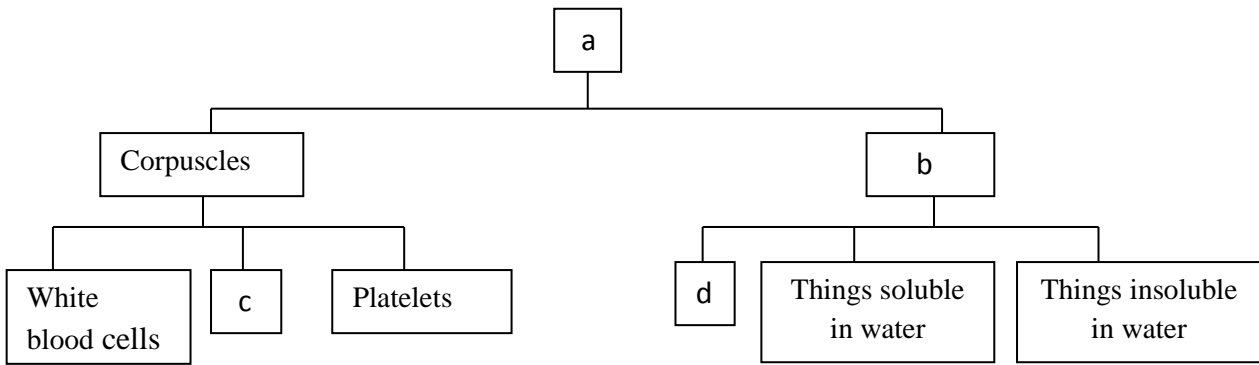 a
Corpuscles
b
White
blood cells
c
Platelets
d
Things soluble
in water
Things insoluble
in water